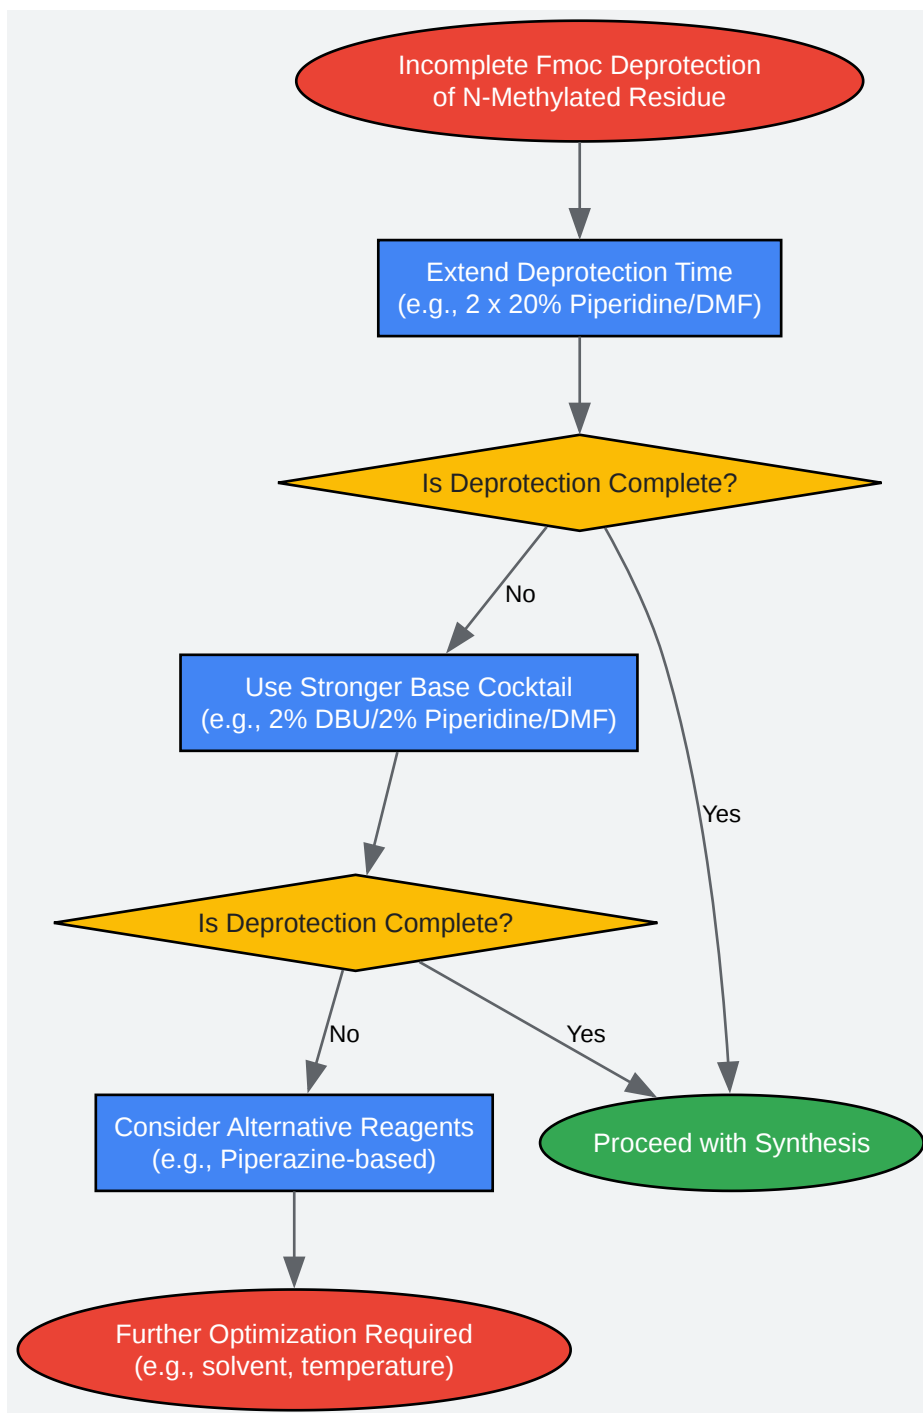 Incomplete Fmoc Deprotection
of N-Methylated Residue
Extend Deprotection Time
(e.g., 2 x 20% Piperidine/DMF)
Is Deprotection Complete?
No
Use Stronger Base Cocktail
(e.g., 2% DBU/2% Piperidine/DMF)
Yes
Is Deprotection Complete?
No
Yes
Consider Alternative Reagents
(e.g., Piperazine-based)
Proceed with Synthesis
Further Optimization Required
(e.g., solvent, temperature)